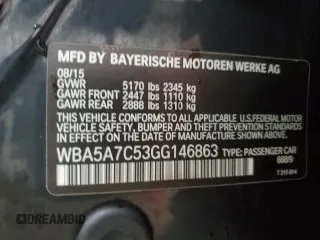 MFD BY BAYERISCHE MOTOREN WERKE AG
08/15
GVWR 5170 lbs 2345 kg
GAWR FRONT 2447 lbs 1110 kg
GAWR REAR 2888 lbs 1310 kg
THIS VEHICLE CONFORMS TO ALL APPLICABLE U.S. FEDERAL MOTOR
VEHICLE SAFETY, BUMPER, AND THEFT PREVENTION STANDARDS IN
EFFECT ON THE DATE OF MANUFACTURE SHOWN ABOVE.
WBA5A7C53GG146863 TYPE: PASSENGER CAR
668/9
DREAMBID